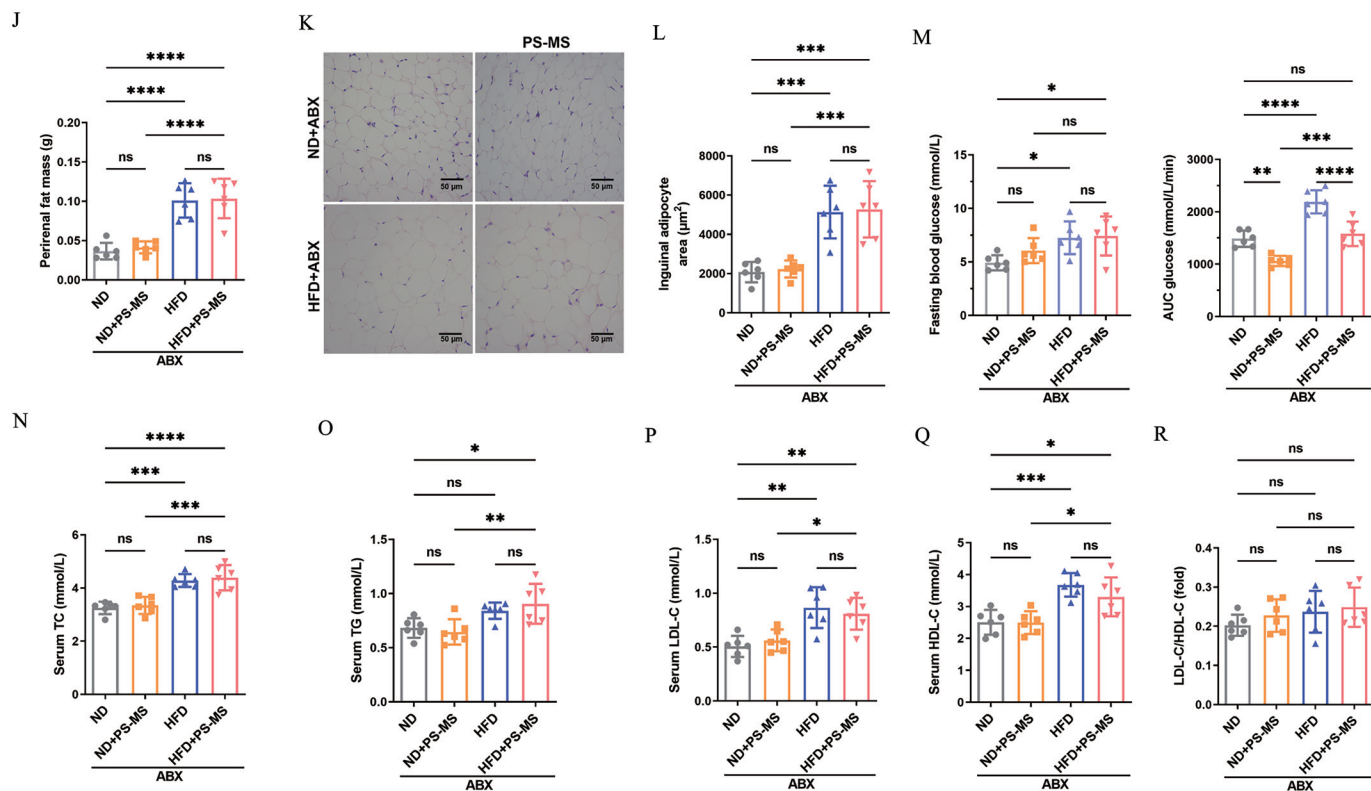 J
****
****
****
ns
ns
Perirenal fat mass (g)
0.20
0.15
0.10
0.05
0.00
ND
ND+PS-MS
HFD
HFD+PS-MS
ABX
K
PS-MS
ND+ABX
HFD+ABX
50 µm
50 µm
50 µm
50 µm
L
***
***
***
ns
ns
Inguinal adipocyte
area (µm²)
8000
6000
4000
2000
0
ND
ND+PS-MS
HFD
HFD+PS-MS
ABX
M
*
ns
*
ns
ns
Fasting blood glucose (mmol/L)
15
10
5
0
ND
ND+PS-MS
HFD
HFD+PS-MS
ABX
ns
****
***
**
****
AUC glucose (mmol/L/min)
3000
2000
1000
0
ND
ND+PS-MS
HFD
HFD+PS-MS
ABX
N
****
***
***
ns
ns
Serum TC (mmol/L)
6
4
2
0
ND
ND+PS-MS
HFD
HFD+PS-MS
ABX
O
*
ns
**
ns
ns
Serum TG (mmol/L)
1.5
1.0
0.5
0.0
ND
ND+PS-MS
HFD
HFD+PS-MS
ABX
P
**
**
*
ns
ns
Serum LDL-C (mmol/L)
1.5
1.0
0.5
0.0
ND
ND+PS-MS
HFD
HFD+PS-MS
ABX
Q
*
***
*
ns
ns
Serum HDL-C (mmol/L)
5
4
3
2
1
0
ND
ND+PS-MS
HFD
HFD+PS-MS
ABX
R
ns
ns
ns
ns
ns
LDL-C/HDL-C (fold)
0.4
0.3
0.2
0.1
0.0
ND
ND+PS-MS
HFD
HFD+PS-MS
ABX